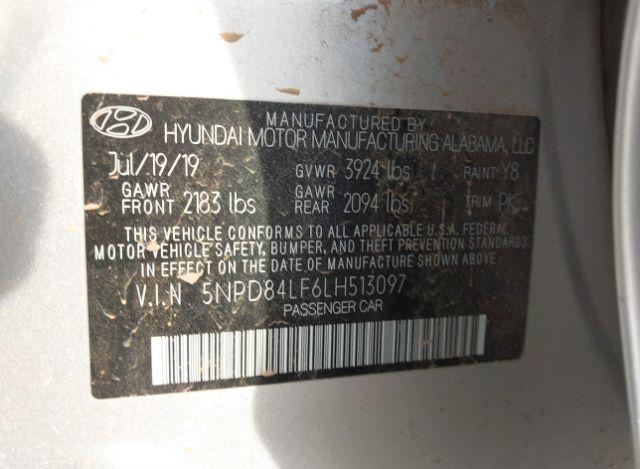 MANUFACTURED BY
HYUNDAI MOTOR MANUFACTURING ALABAMA, LLC
Jul/19/19 GVWR 3924 lbs PAINT Y8
GAWR FRONT 2183 lbs GAWR REAR 2094 lbs TRIM
THIS VEHICLE CONFORMS TO ALL APPLICABLE U.S.A. FEDERAL
MOTOR VEHICLE SAFETY, BUMPER, AND THEFT PREVENTION STANDARDS
IN EFFECT ON THE DATE OF MANUFACTURE SHOWN ABOVE.
V.I.N 5NPD84LF6LH513097
PASSENGER CAR